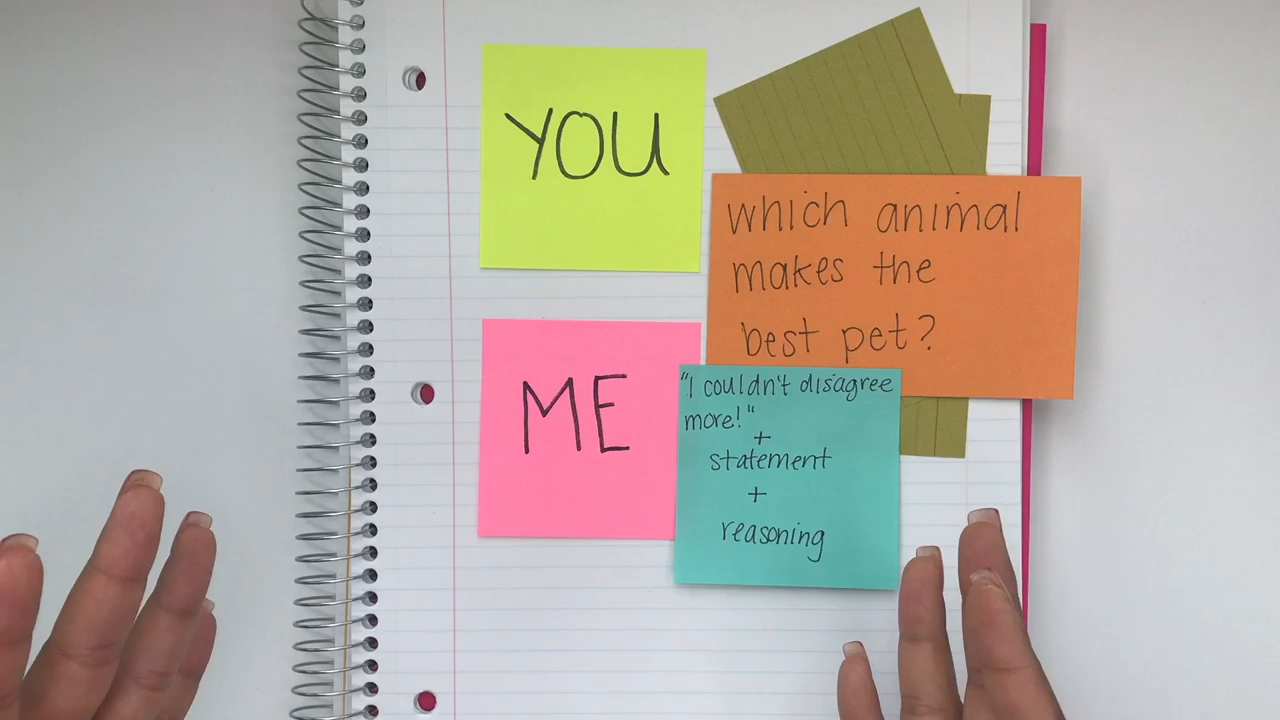 YOU
which animal
makes the
best pet?
ME
"I couldn't disagree
more!"
+
statement
+
reasoning